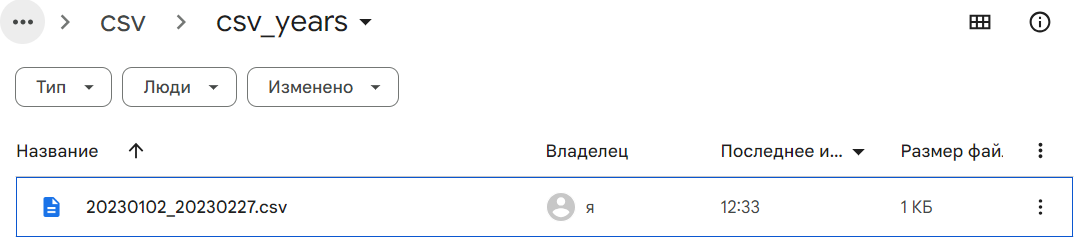 csv csv_years
Тип Люди Изменено
Название Владелец Последнее и... Размер фай.
20230102_20230227.csv я 12:33 1 КБ